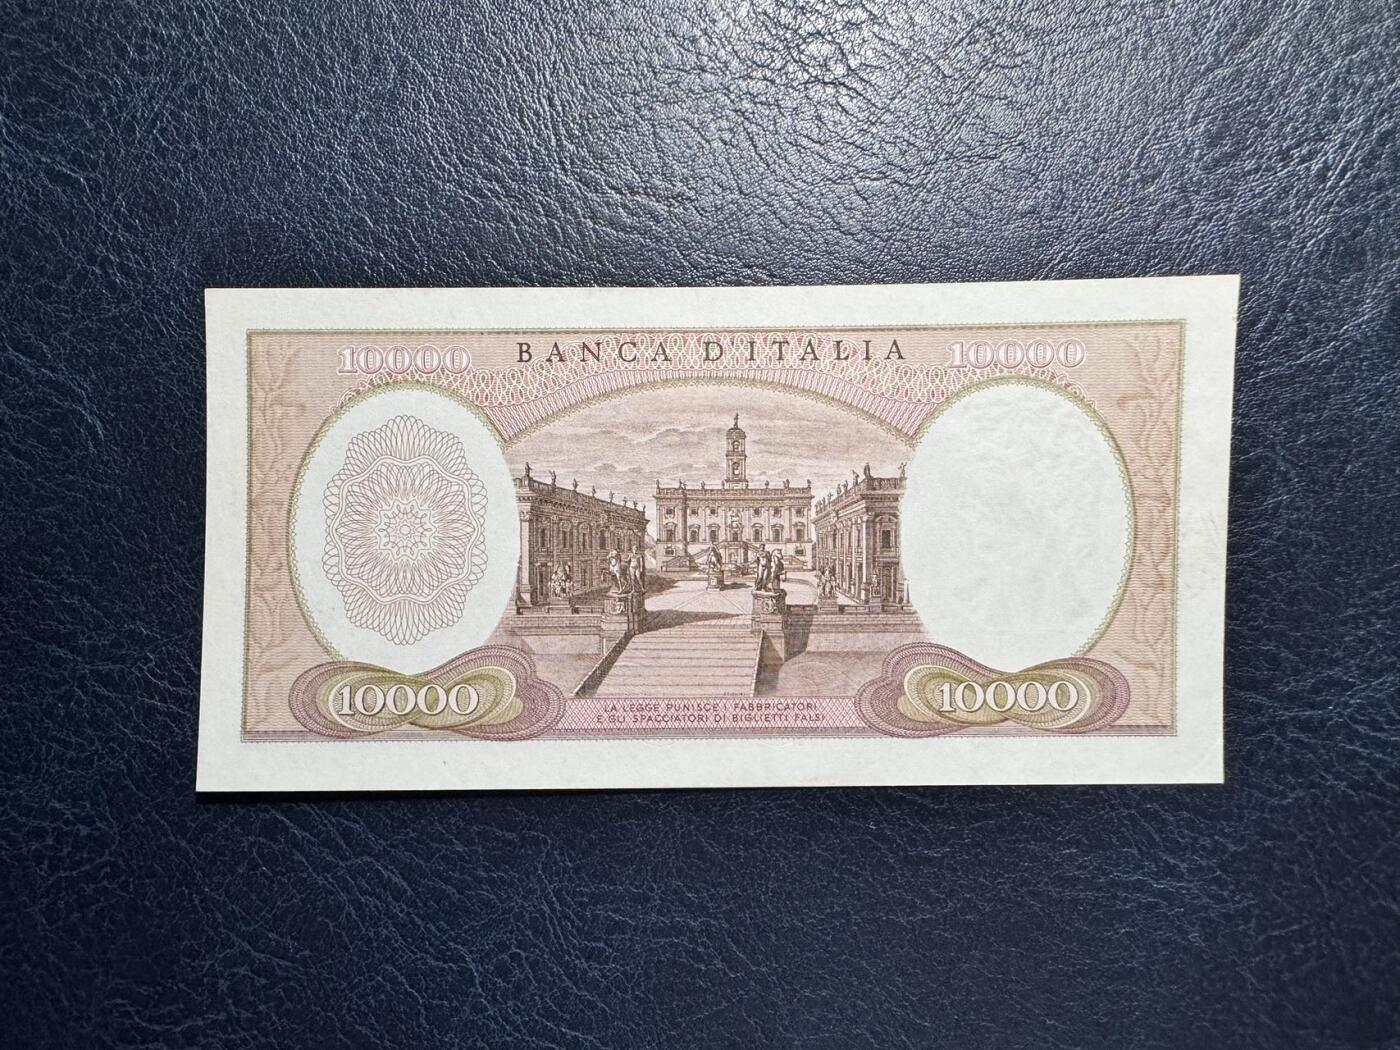 10000 BANCA D'ITALIA 10000
10000
LA LEGGE PUNISCE I FABBRICATORI
E GLI SPACCIATORI DI BIGLIETTI FALSI
10000